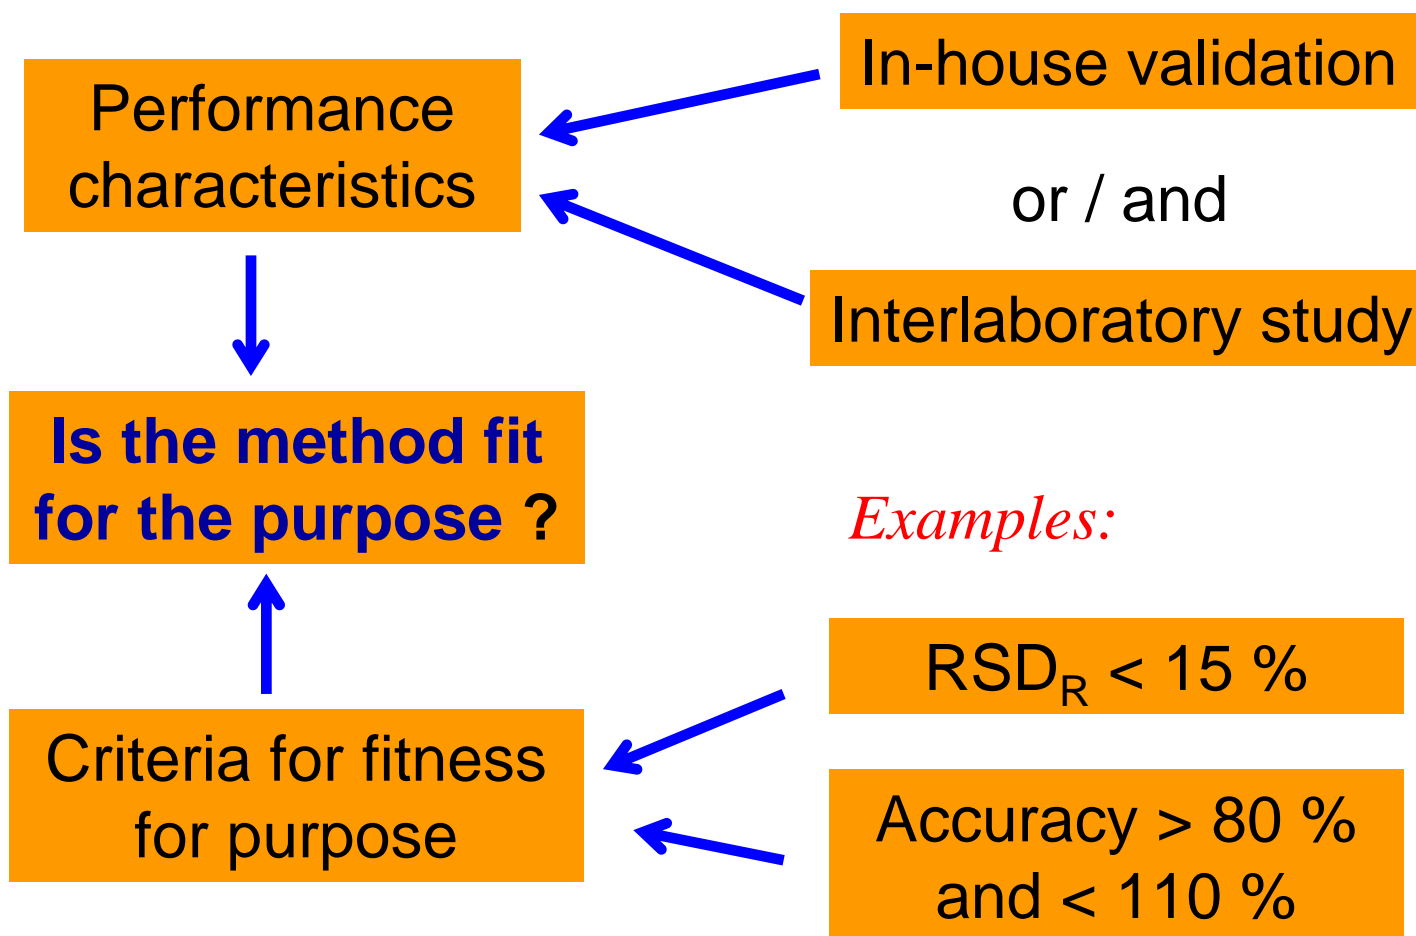 Performance
characteristics
In-house validation
or / and
Interlaboratory study
Is the method fit
for the purpose ?
Examples:
Criteria for fitness
for purpose
RSD_R < 15 %
Accuracy > 80 %
and < 110 %